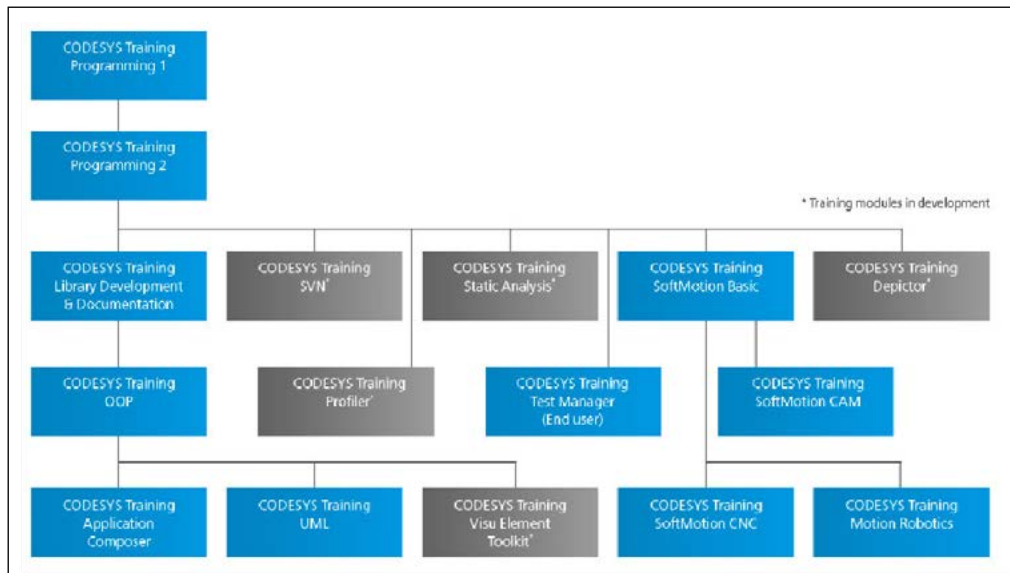 CODESYS Training
Programming 1
CODESYS Training
Programming 2
* Training modules in development
CODESYS Training
Library Development
& Documentation
CODESYS Training
SVN*
CODESYS Training
Static Analysis*
CODESYS Training
SoftMotion Basic
CODESYS Training
Depictor*
CODESYS Training
OOP
CODESYS Training
Profiler*
CODESYS Training
Test Manager
(End user)
CODESYS Training
SoftMotion CAM
CODESYS Training
Application
Composer
CODESYS Training
UML
CODESYS Training
Visu Element
Toolkit*
CODESYS Training
SoftMotion CNC
CODESYS Training
Motion Robotics